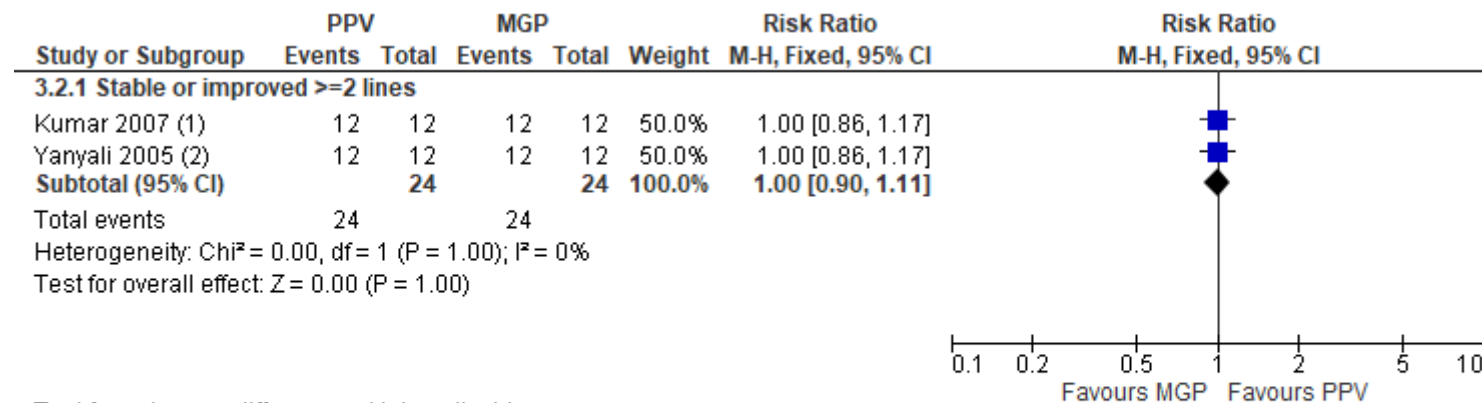 PPV MGP Risk Ratio Risk Ratio
Study or Subgroup Events Total Events Total Weight M-H, Fixed, 95% CI M-H, Fixed, 95% CI
3.2.1 Stable or improved >=2 lines
Kumar 2007 (1) 12 12 12 12 50.0% 1.00 [0.86, 1.17]
Yanyali 2005 (2) 12 12 12 12 50.0% 1.00 [0.86, 1.17]
Subtotal (95% CI) 24 24 100.0% 1.00 [0.90, 1.11]
Total events 24 24
Heterogeneity: Chi² = 0.00, df = 1 (P = 1.00); I² = 0%
Test for overall effect: Z = 0.00 (P = 1.00)
0.1 0.2 0.5 1 2 5 10
Favours MGP Favours PPV